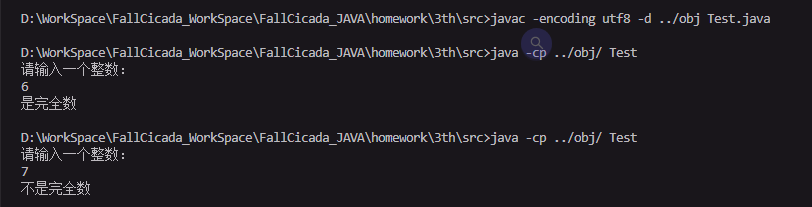 D:\WorkSpace\FallCicada_WorkSpace\FallCicada_JAVA\homework\3th\src>javac -encoding utf8 -d ../obj Test.java
D:\WorkSpace\FallCicada_WorkSpace\FallCicada_JAVA\homework\3th\src>java -cp ../obj/ Test
请输入一个整数：
6
是完全数
D:\WorkSpace\FallCicada_WorkSpace\FallCicada_JAVA\homework\3th\src>java -cp ../obj/ Test
请输入一个整数：
7
不是完全数